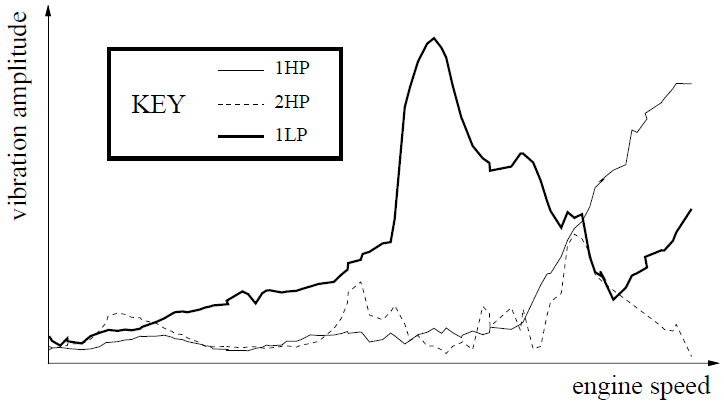 vibration amplitude
KEY
1HP
2HP
1LP
engine speed